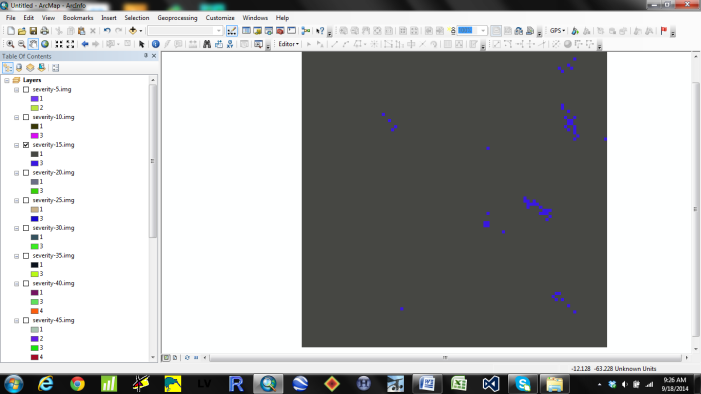 Untitled - ArcMap - ArcInfo
File Edit View Bookmarks Insert Selection Geoprocessing Customize Windows Help
GPS
Editor
Table Of Contents
Layers
severity-5.img
1
2
severity-10.img
1
3
severity-15.img
1
3
severity-20.img
1
3
severity-25.img
1
3
severity-30.img
1
3
severity-35.img
1
3
severity-40.img
1
3
4
severity-45.img
1
2
3
4
-12.128 -63.228 Unknown Units
LV
9:26 AM
9/18/2014